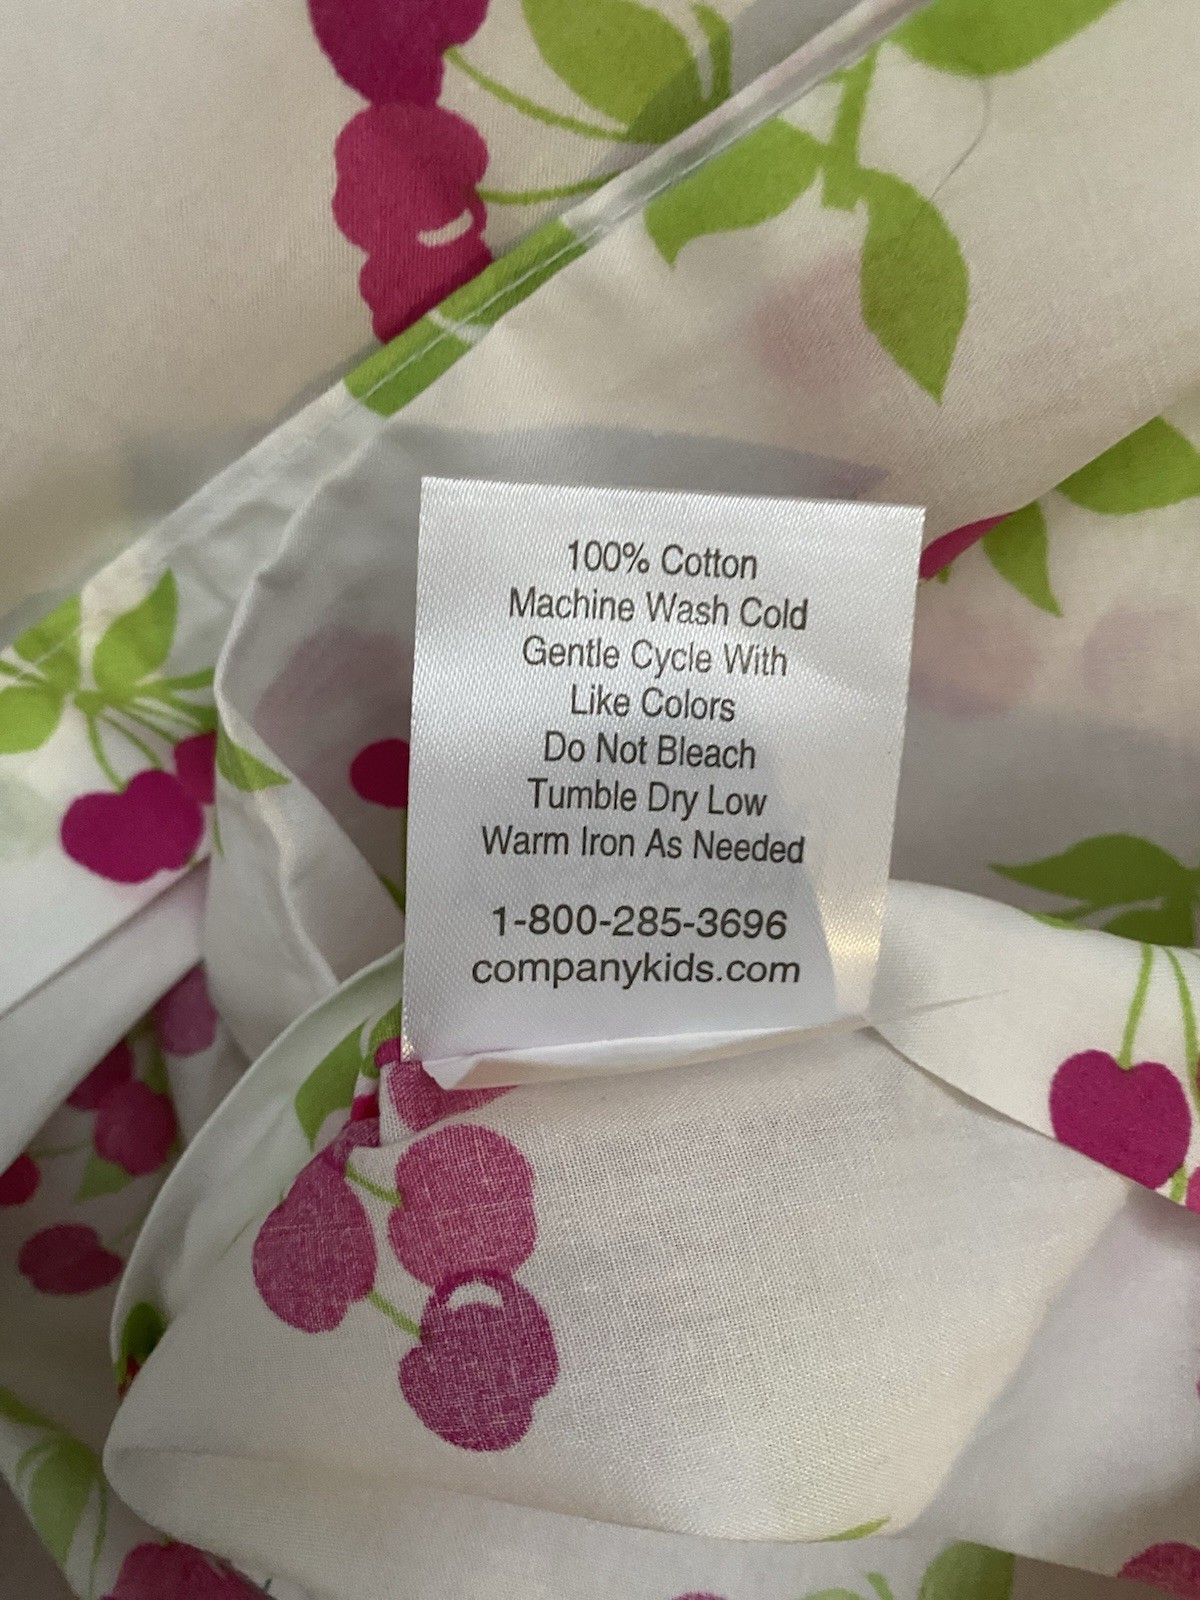 100% Cotton
Machine Wash Cold
Gentle Cycle With
Like Colors
Do Not Bleach
Tumble Dry Low
Warm Iron As Needed
1-800-285-3696
companykids.com